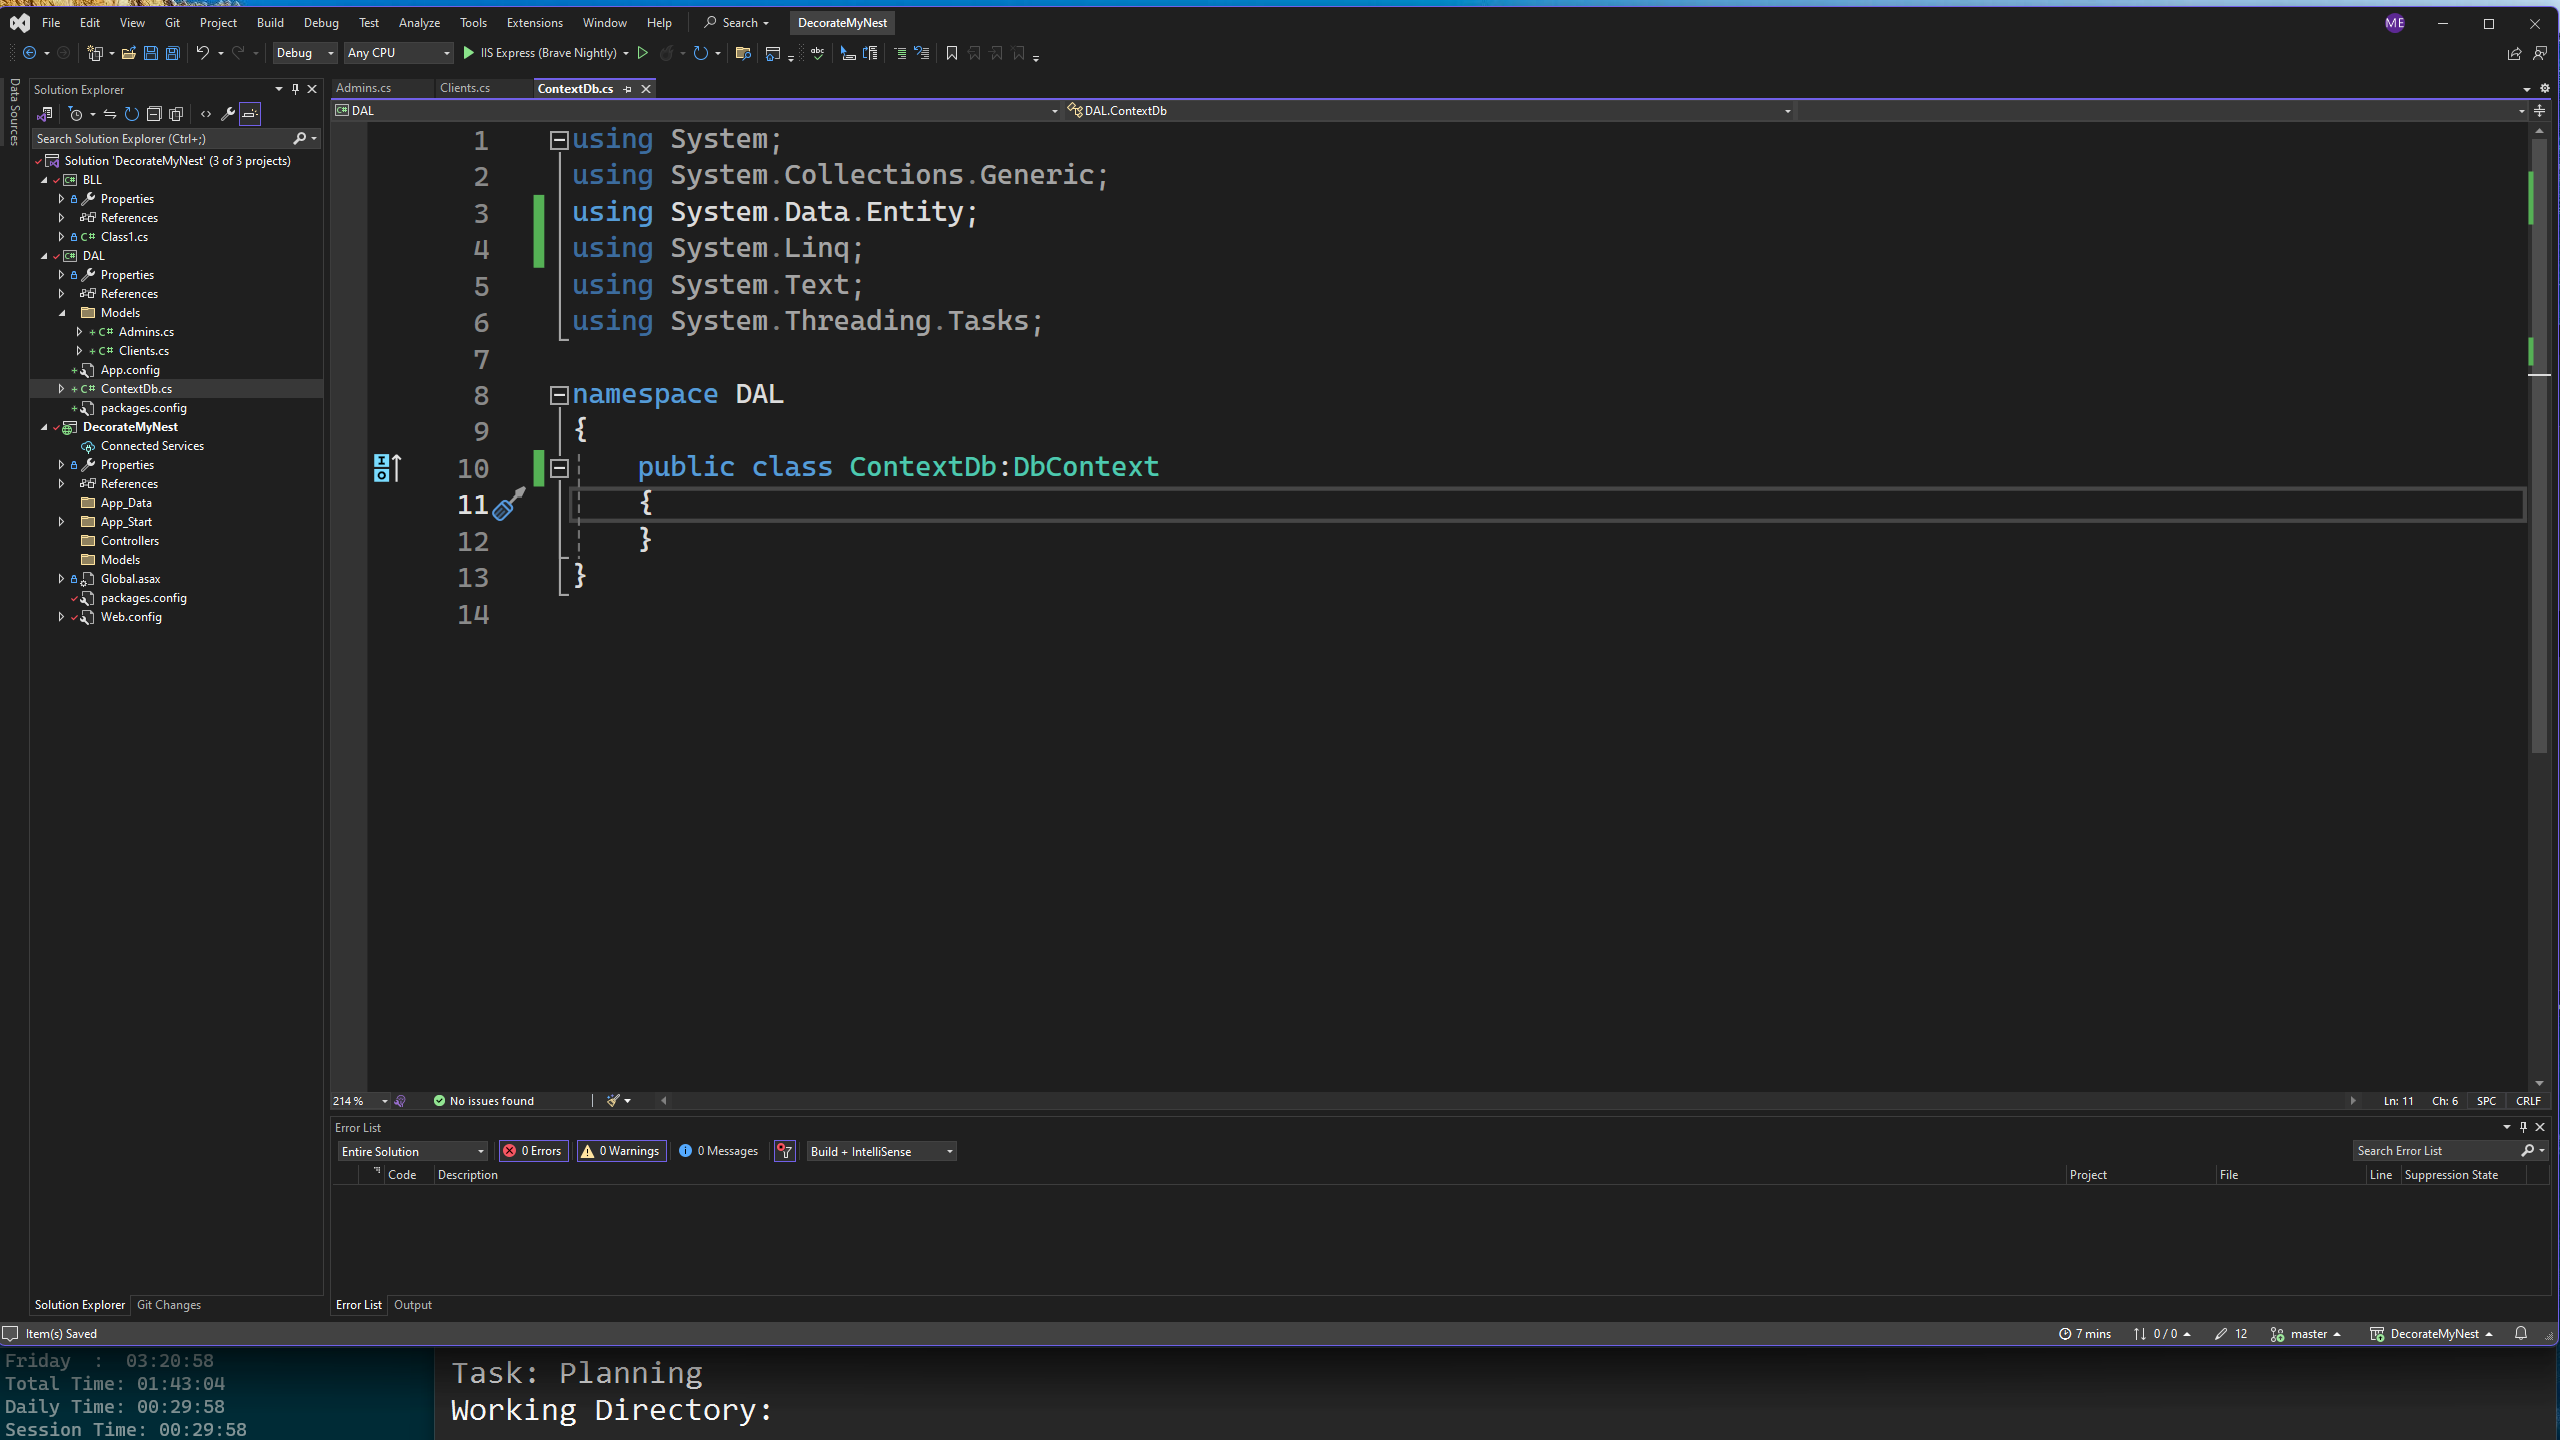 File Edit View Git Project Build Debug Test Analyze Tools Extensions Window Help Search DecorateMyNest ME
Debug Any CPU IIS Express (Brave Nightly) abc
Data Sources
Solution Explorer
Search Solution Explorer (Ctrl+;)
Solution 'DecorateMyNest' (3 of 3 projects)
BLL
Properties
References
C# Class1.cs
DAL
Properties
References
Models
C# Admins.cs
C# Clients.cs
App.config
C# ContextDb.cs
packages.config
DecorateMyNest
Connected Services
Properties
References
App_Data
App_Start
Controllers
Models
Global.asax
packages.config
Web.config
Solution Explorer Git Changes
Admins.cs Clients.cs ContextDb.cs
C# DAL DAL.ContextDb
1 using System;
2 using System.Collections.Generic;
3 using System.Data.Entity;
4 using System.Linq;
5 using System.Text;
6 using System.Threading.Tasks;
7
8 namespace DAL
9 {
10 public class ContextDb:DbContext
11 {
12 }
13 }
14
214 % No issues found Ln: 11 Ch: 6 SPC CRLF
Error List
Entire Solution 0 Errors 0 Warnings 0 Messages Build + IntelliSense Search Error List
Code Description Project File Line Suppression State
Error List Output
Item(s) Saved 7 mins 0 / 0 12 master DecorateMyNest
Friday : 03:20:58
Total Time: 01:43:04
Daily Time: 00:29:58
Session Time: 00:29:58
Task: Planning
Working Directory: